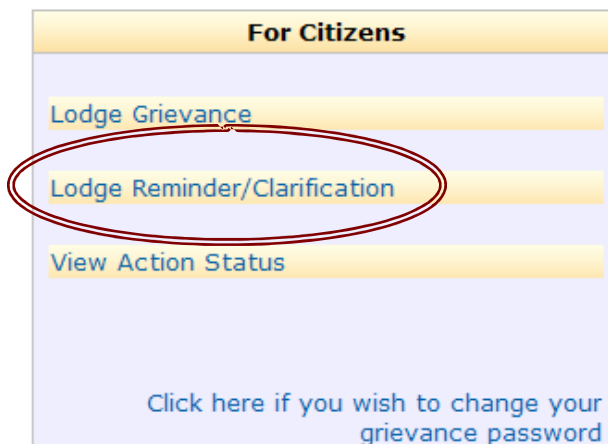 For Citizens
Lodge Grievance
Lodge Reminder/Clarification
View Action Status
Click here if you wish to change your
grievance password